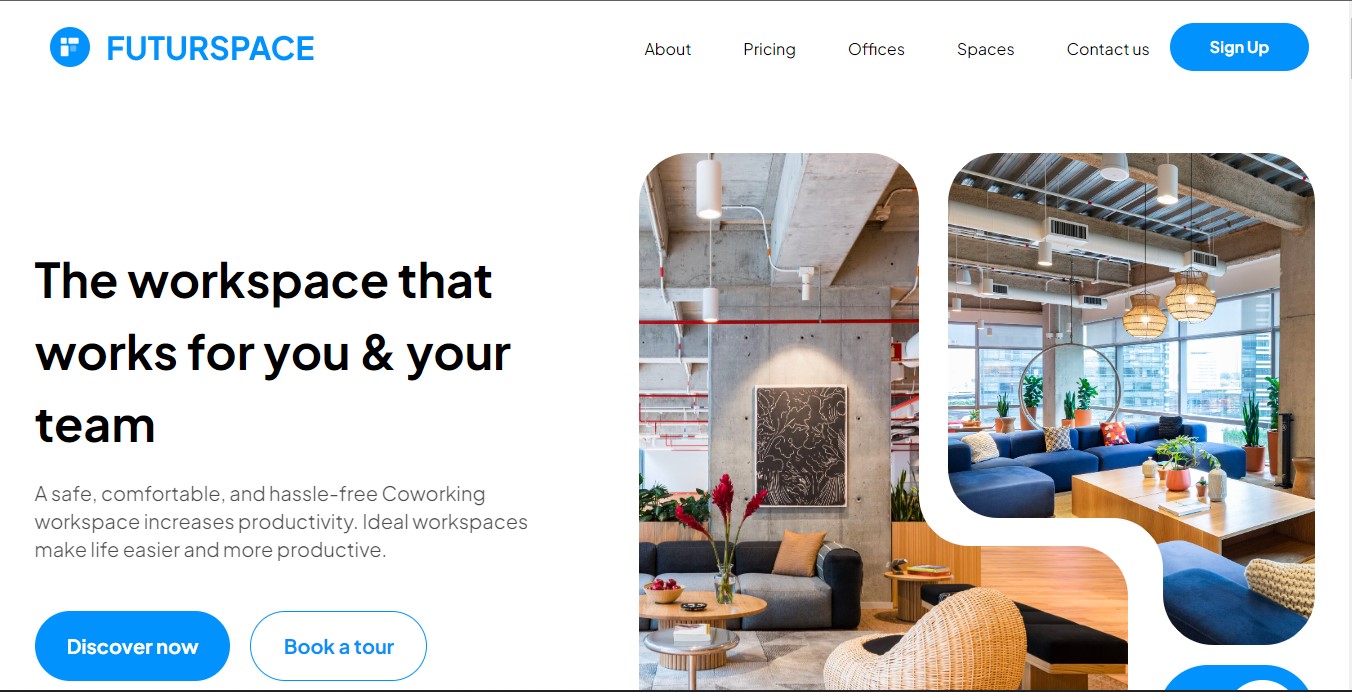 FUTURSPACE
About
Pricing
Offices
Spaces
Contact us
Sign Up
The workspace that
works for you & your
team
A safe, comfortable, and hassle-free Coworking
workspace increases productivity. Ideal workspaces
make life easier and more productive.
Discover now
Book a tour